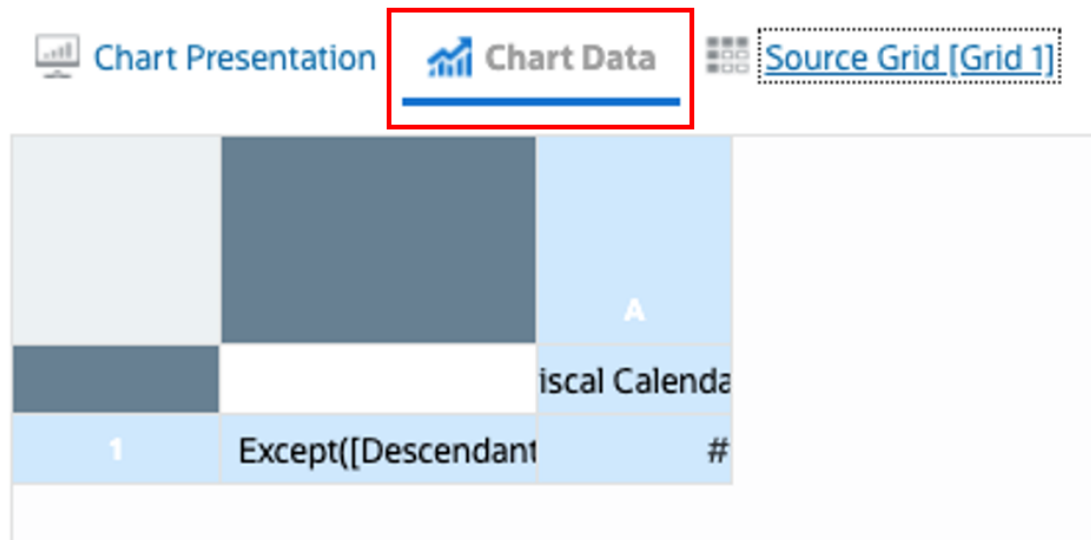 Chart Presentation Chart Data Source Grid [Grid 1]
A
iscal Calenda
1 Except([Descendant #